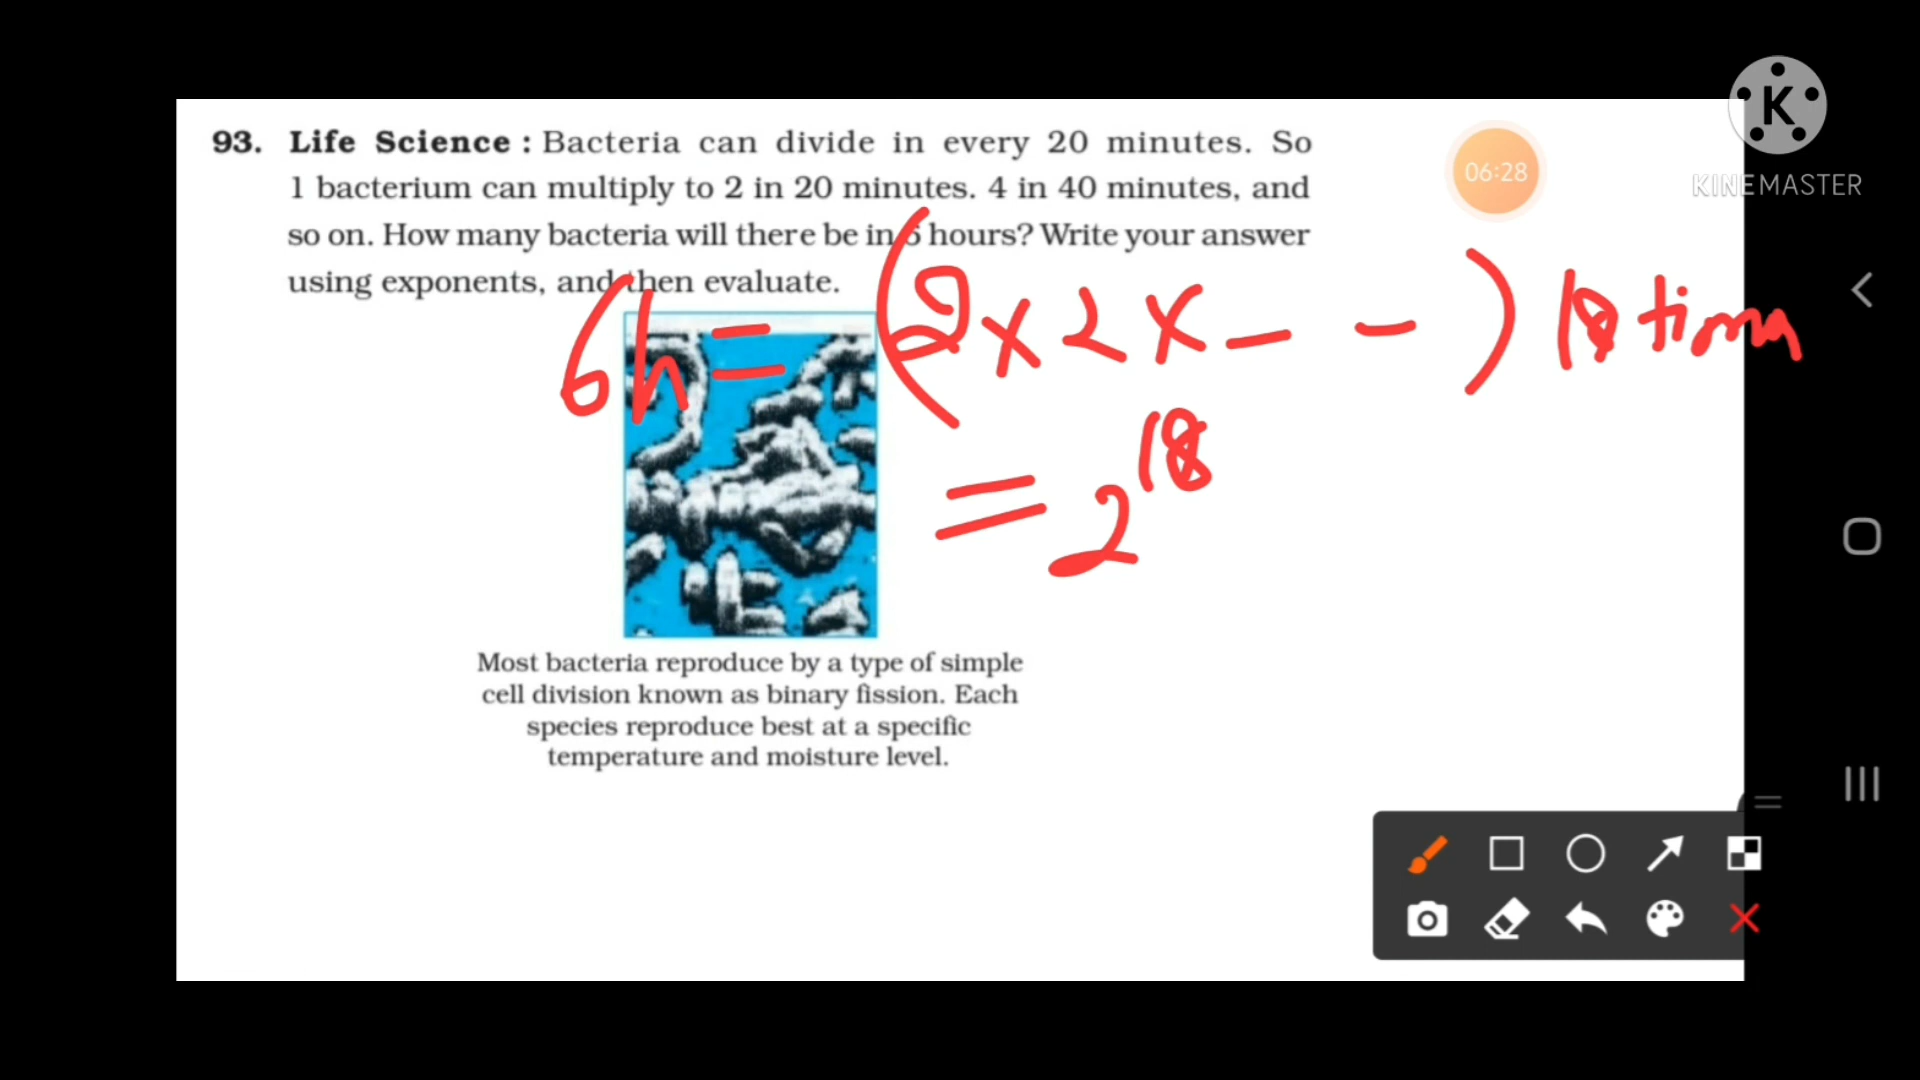 93. Life Science : Bacteria can divide in every 20 minutes. So
1 bacterium can multiply to 2 in 20 minutes. 4 in 40 minutes, and
so on. How many bacteria will there be in 6 hours? Write your answer
using exponents, and then evaluate.
06:28
K
KINEMASTER
6h = (2 x 2 x _ _) 18
= 2^18
Most bacteria reproduce by a type of simple
cell division known as binary fission. Each
species reproduce best at a specific
temperature and moisture level.